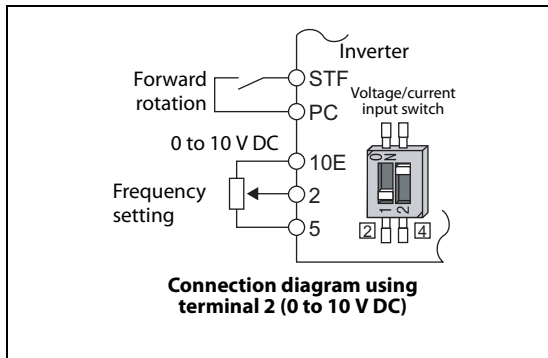 Inverter
Forward
rotation
STF
PC
Voltage/current
input switch
0 to 10 V DC
10E
Frequency
setting
2
5
ON
1 2
2 4
Connection diagram using
terminal 2 (0 to 10 V DC)